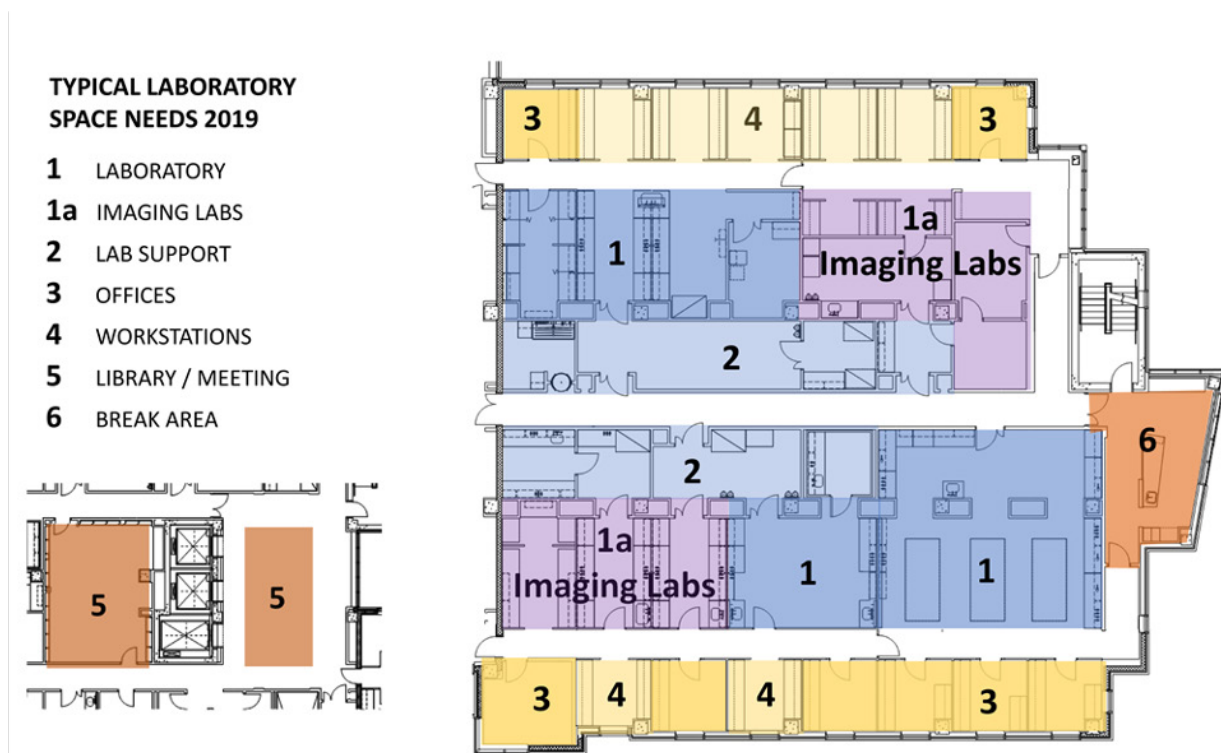 TYPICAL LABORATORY
SPACE NEEDS 2019
1 LABORATORY
1a IMAGING LABS
2 LAB SUPPORT
3 OFFICES
4 WORKSTATIONS
5 LIBRARY / MEETING
6 BREAK AREA
3 4 3
1 1a
Imaging Labs
2
6
2
1a
Imaging Labs 1 1
5 5
3 4 4 3